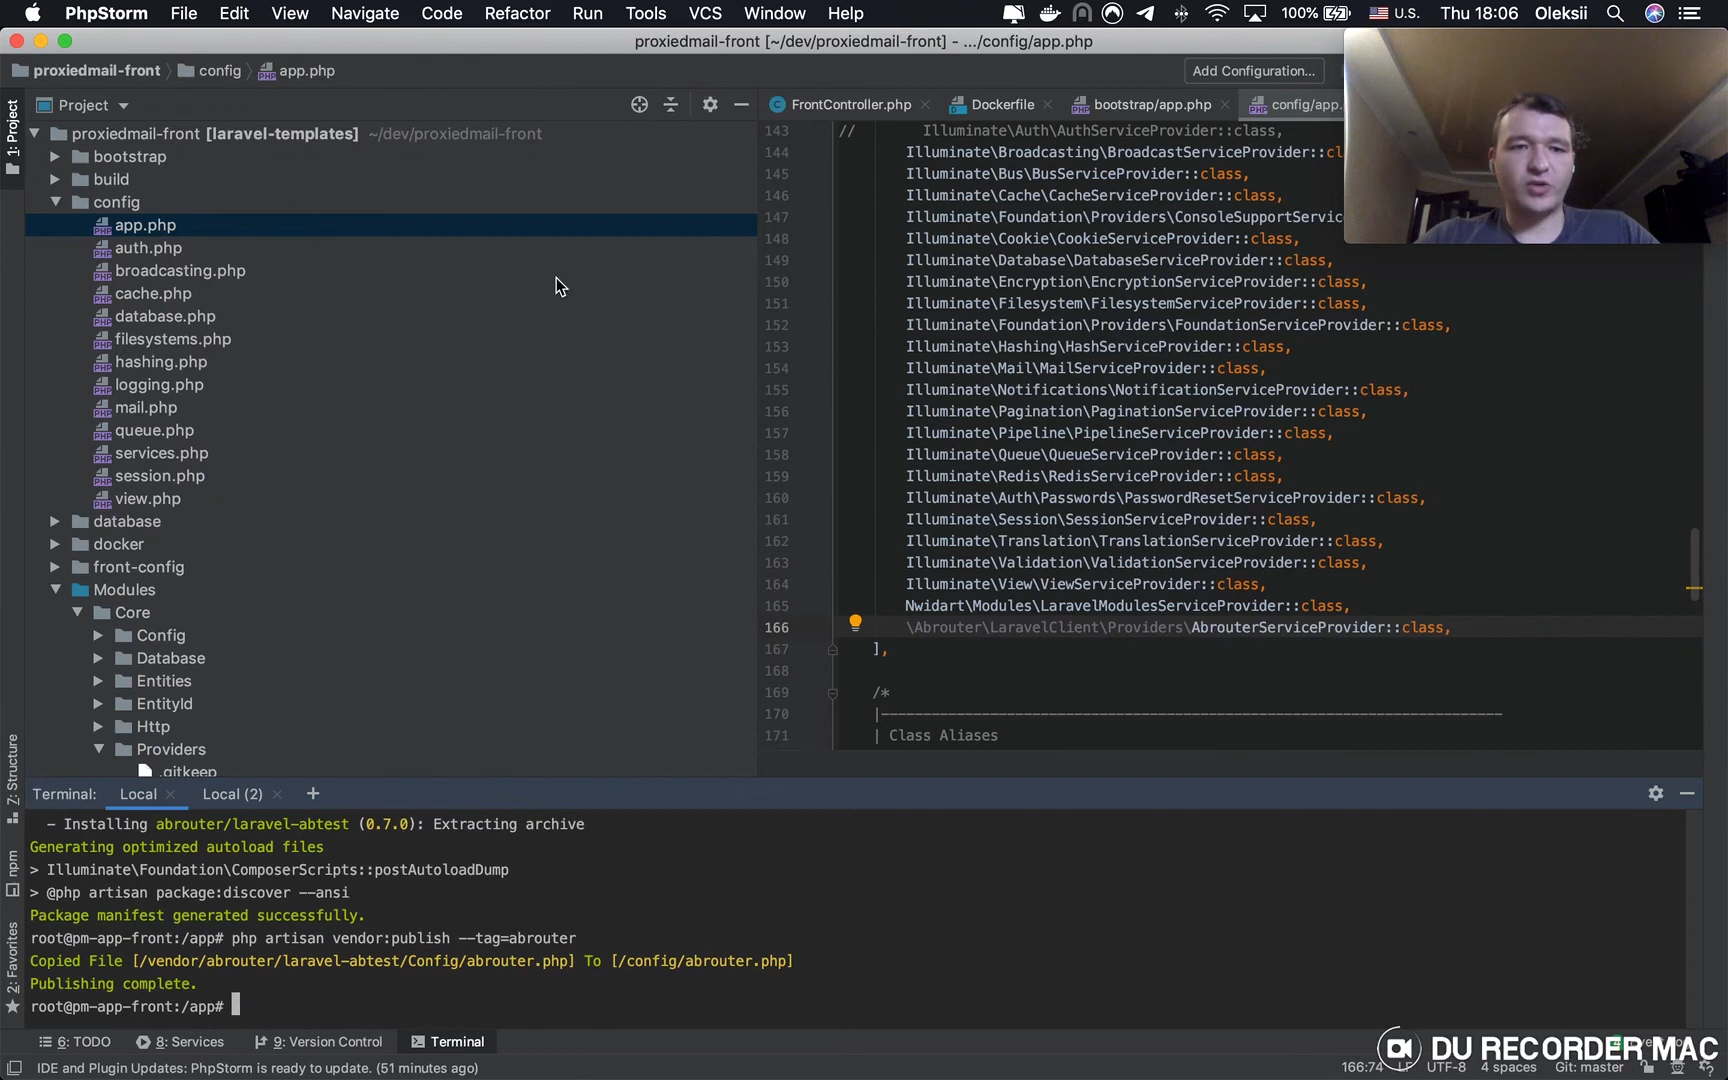 PhpStorm File Edit View Navigate Code Refactor Run Tools VCS Window Help 100% U.S. Thu 18:06 Oleksii
proxiedmail-front [~/dev/proxiedmail-front] - .../config/app.php
proxiedmail-front config app.php Add Configuration...
Project
FrontController.php Dockerfile bootstrap/app.php config/app.
1: Project
Z: Structure
npm
2: Favorites
proxiedmail-front [laravel-templates] ~/dev/proxiedmail-front
bootstrap
build
config
app.php
auth.php
broadcasting.php
cache.php
database.php
filesystems.php
hashing.php
logging.php
mail.php
queue.php
services.php
session.php
view.php
database
docker
front-config
Modules
Core
Config
Database
Entities
EntityId
Http
Providers
.gitkeep
143 // Illuminate\Auth\AuthServiceProvider::class,
144 Illuminate\Broadcasting\BroadcastServiceProvider::cl
145 Illuminate\Bus\BusServiceProvider::class,
146 Illuminate\Cache\CacheServiceProvider::class,
147 Illuminate\Foundation\Providers\ConsoleSupportService
148 Illuminate\Cookie\CookieServiceProvider::class,
149 Illuminate\Database\DatabaseServiceProvider::class,
150 Illuminate\Encryption\EncryptionServiceProvider::class,
151 Illuminate\Filesystem\FilesystemServiceProvider::class,
152 Illuminate\Foundation\Providers\FoundationServiceProvider::class,
153 Illuminate\Hashing\HashServiceProvider::class,
154 Illuminate\Mail\MailServiceProvider::class,
155 Illuminate\Notifications\NotificationServiceProvider::class,
156 Illuminate\Pagination\PaginationServiceProvider::class,
157 Illuminate\Pipeline\PipelineServiceProvider::class,
158 Illuminate\Queue\QueueServiceProvider::class,
159 Illuminate\Redis\RedisServiceProvider::class,
160 Illuminate\Auth\Passwords\PasswordResetServiceProvider::class,
161 Illuminate\Session\SessionServiceProvider::class,
162 Illuminate\Translation\TranslationServiceProvider::class,
163 Illuminate\Validation\ValidationServiceProvider::class,
164 Illuminate\View\ViewServiceProvider::class,
165 Nwidart\Modules\LaravelModulesServiceProvider::class,
166 \Abrouter\LaravelClient\Providers\AbrouterServiceProvider::class,
167 ],
168
169 /*
170 |--------------------------------------------------------------------------
171 | Class Aliases
Terminal: Local Local (2) +
- Installing abrouter/laravel-abtest (0.7.0): Extracting archive
Generating optimized autoload files
> Illuminate\Foundation\ComposerScripts::postAutoloadDump
> @php artisan package:discover --ansi
Package manifest generated successfully.
root@pm-app-front:/app# php artisan vendor:publish --tag=abrouter
Copied File [/vendor/abrouter/laravel-abtest/Config/abrouter.php] To [/config/abrouter.php]
Publishing complete.
root@pm-app-front:/app#
6: TODO 8: Services 9: Version Control Terminal
DU RECORDER MAC
IDE and Plugin Updates: PhpStorm is ready to update. (51 minutes ago) 166:74 LF UTF-8 4 spaces Git: master